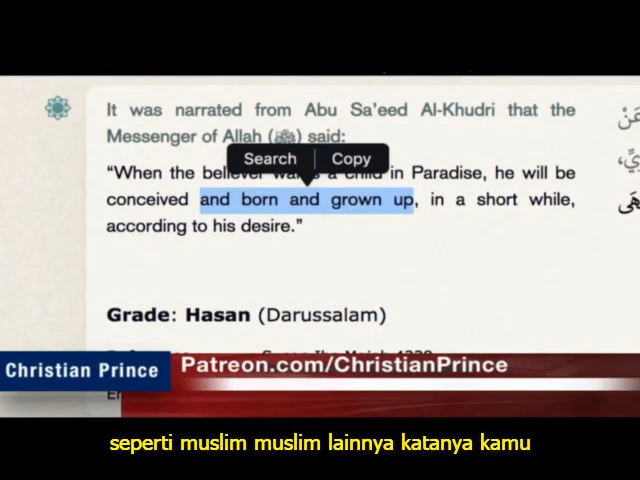 It was narrated from Abu Sa’eed Al-Khudri that the
Messenger of Allah (ﷺ) said:
Search Copy
“When the believer wants a child in Paradise, he will be
conceived and born and grown up, in a short while,
according to his desire.”
Grade: Hasan (Darussalam)
Christian Prince
Patreon.com/ChristianPrince
seperti muslim muslim lainnya katanya kamu